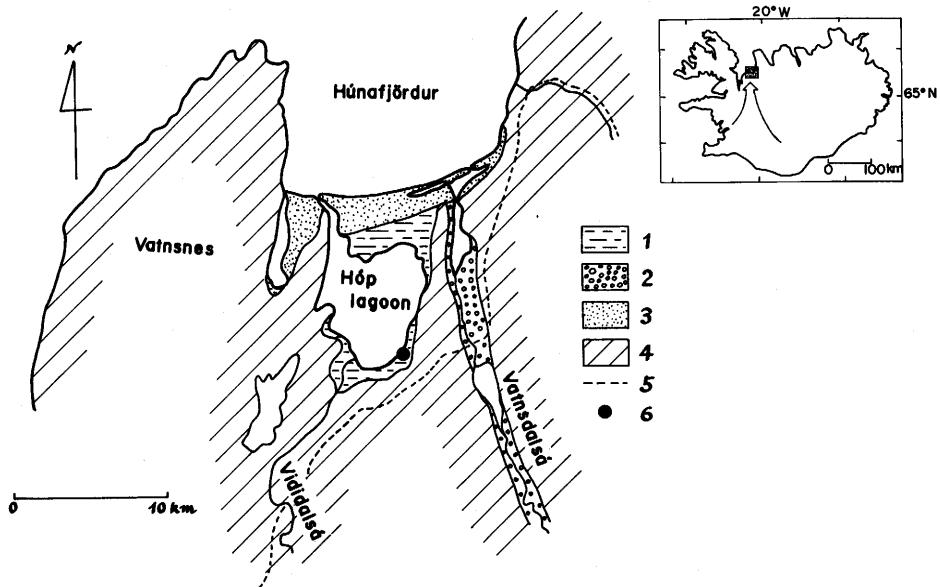 N
Húnafjördur
Vatnsnes
Hóp
lagoon
Vatnsdalsá
Vididalsá
0 10 km
20°W
65°N
0 100km
1
2
3
4
5
6